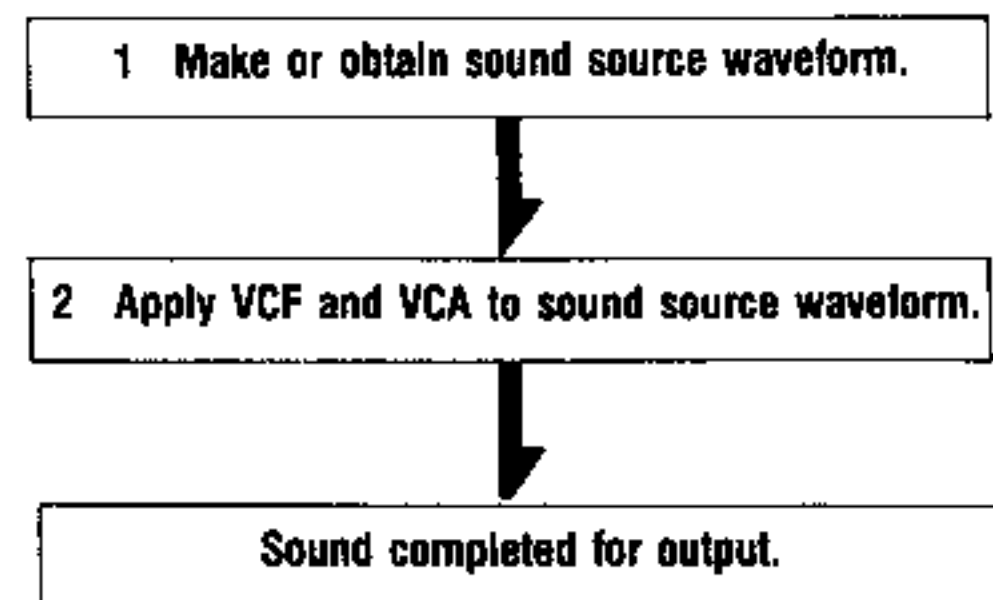 1 Make or obtain sound source waveform.
2 Apply VCF and VCA to sound source waveform.
Sound completed for output.